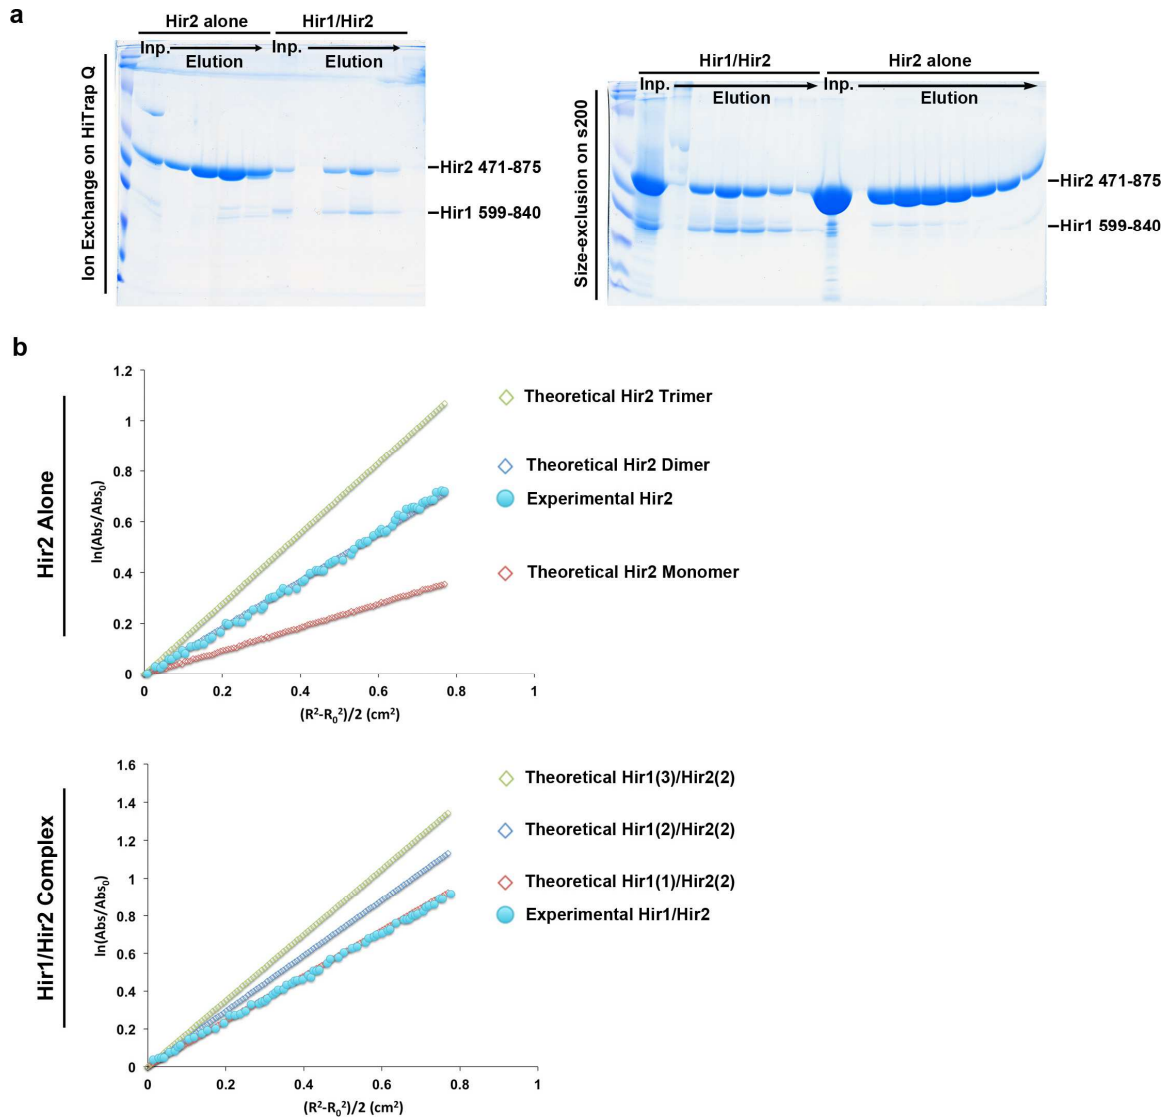 a
Hir2 alone
Hir1/Hir2
Inp.
Elution
Inp.
Elution
Ion Exchange on HiTrap Q
Hir2 471-875
Hir1 599-840
Hir1/Hir2
Hir2 alone
Inp.
Elution
Inp.
Elution
Size-exclusion on s200
Hir2 471-875
Hir1 599-840
b
Hir2 Alone
ln(Abs/Abs₀)
1.2
1
0.8
0.6
0.4
0.2
0
0 0.2 0.4 0.6 0.8 1
(R²-R₀²)/2 (cm²)
Theoretical Hir2 Trimer
Theoretical Hir2 Dimer
Experimental Hir2
Theoretical Hir2 Monomer
Hir1/Hir2 Complex
ln(Abs/Abs₀)
1.6
1.4
1.2
1
0.8
0.6
0.4
0.2
0
0 0.2 0.4 0.6 0.8 1
(R²-R₀²)/2 (cm²)
Theoretical Hir1(3)/Hir2(2)
Theoretical Hir1(2)/Hir2(2)
Theoretical Hir1(1)/Hir2(2)
Experimental Hir1/Hir2